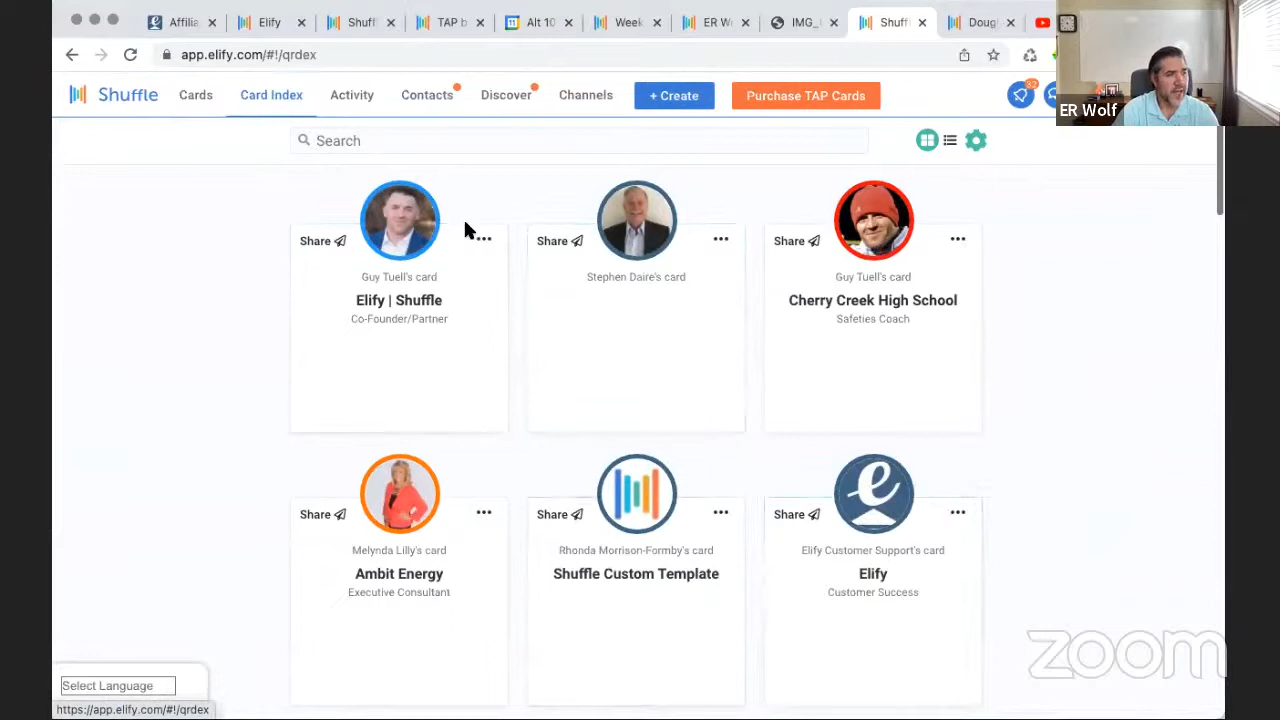 Affilia
Elify
Shuffl
TAP b
Alt 10
Week
ER W
IMG_
Shuffl
Doug
app.elify.com/#!/qrdex
ER Wolf
Shuffle
Cards
Card Index
Activity
Contacts
Discover
Channels
+ Create
Purchase TAP Cards
32
Search
Share
Guy Tuell's card
Elify | Shuffle
Co-Founder/Partner
Share
Stephen Daire's card
Share
Guy Tuell's card
Cherry Creek High School
Safeties Coach
Share
Melynda Lilly's card
Ambit Energy
Executive Consultant
Share
Rhonda Morrison-Formby's card
Shuffle Custom Template
Share
Elify Customer Support's card
Elify
Customer Success
Select Language
https://app.elify.com/#!/qrdex
zoom